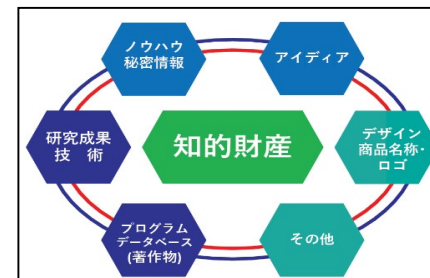 ノウハウ
秘密情報
アイディア
研究成果
技 術
知的財産
デザイン
商品名称・
ロゴ
プログラム
データベース
(著作物)
その他